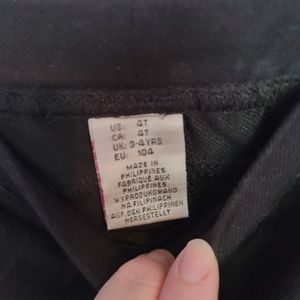 US: 4T
CA: 4T
UK: 3-4YRS
EU: 104
MADE IN
PHILIPPINES
FABRIQUÉ AUX
PHILIPPINES
WYPRODUKOWANO
NA FILIPINACH
AUF DEN PHILIPPINEN
HERGESTELLT